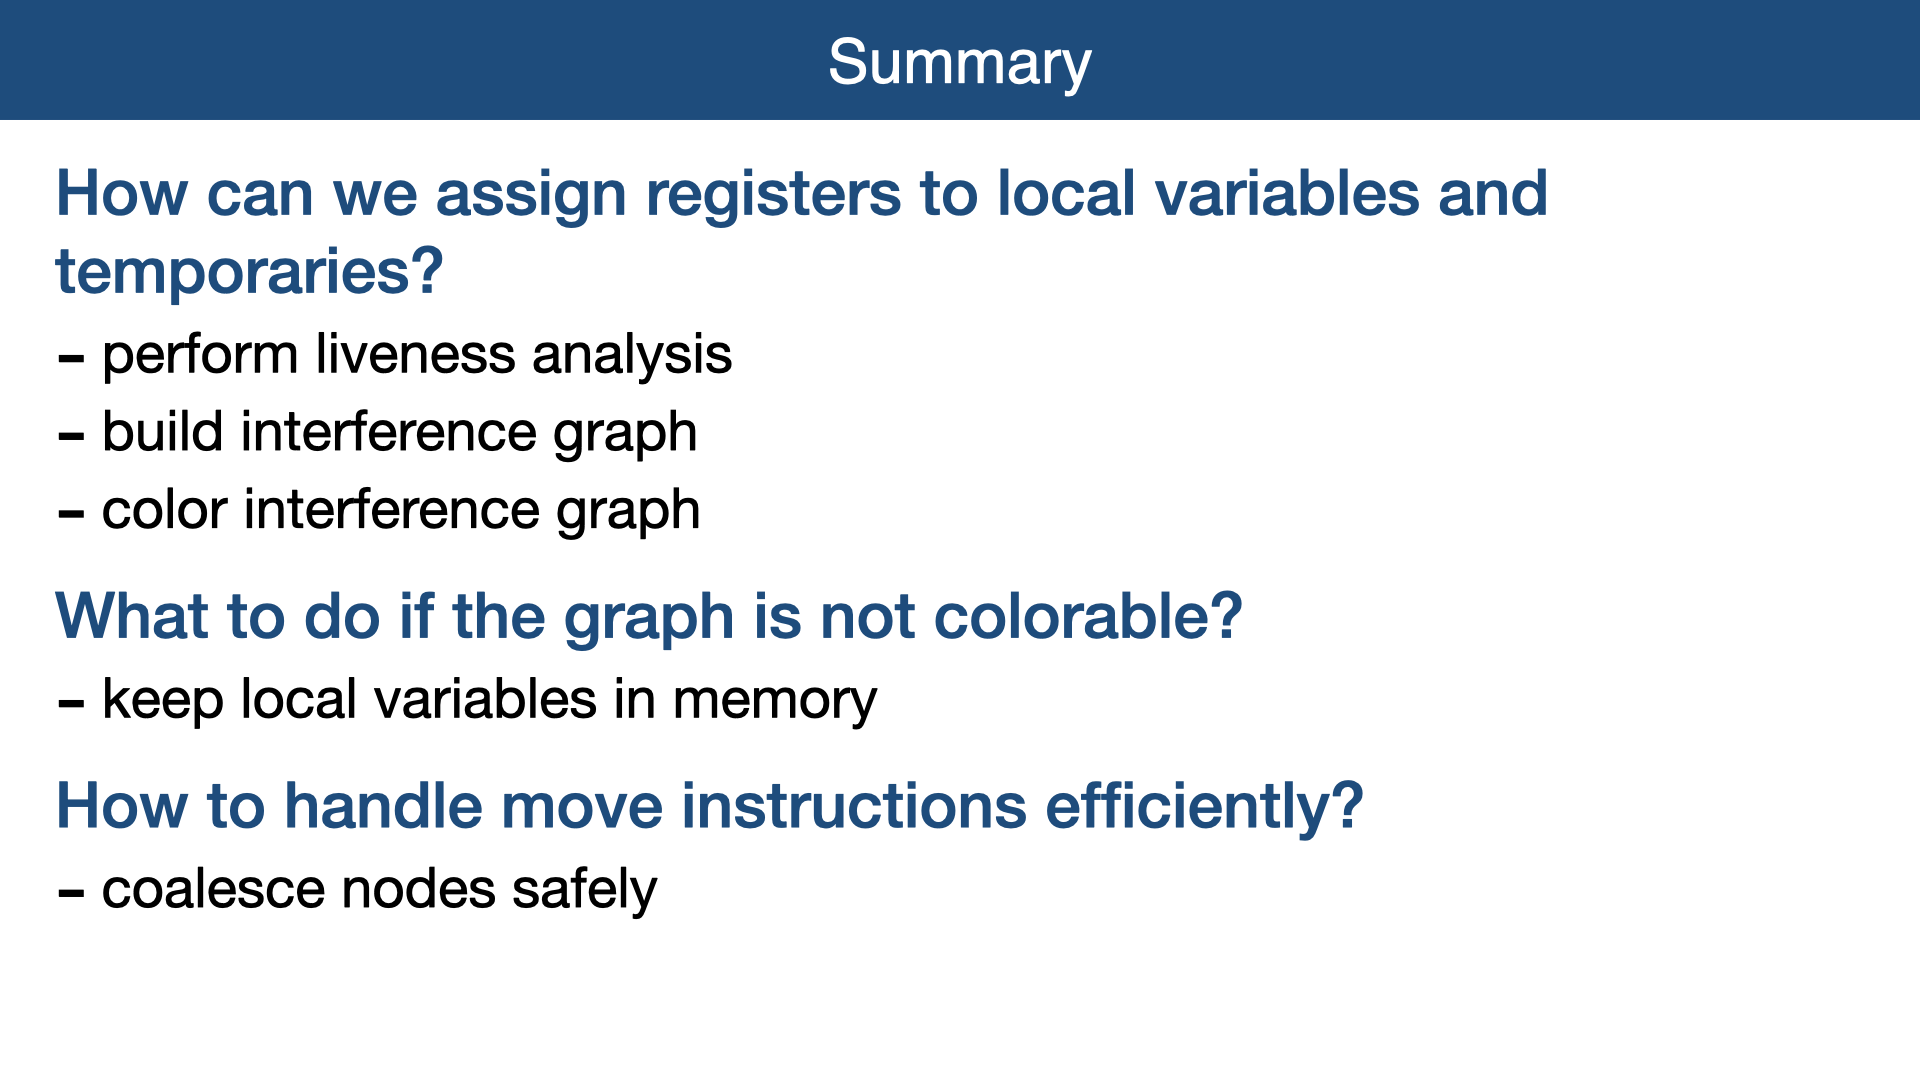 Summary
How can we assign registers to local variables and
temporaries?
- perform liveness analysis
- build interference graph
- color interference graph
What to do if the graph is not colorable?
- keep local variables in memory
How to handle move instructions efficiently?
- coalesce nodes safely